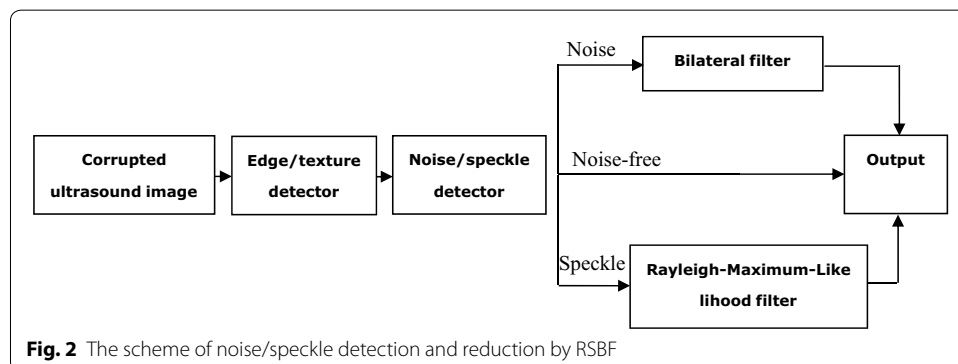 Corrupted
ultrasound image
Edge/texture
detector
Noise/speckle
detector
Noise
Bilateral filter
Noise-free
Output
Speckle
Rayleigh-Maximum-Like
lihood filter
Fig. 2 The scheme of noise/speckle detection and reduction by RSBF